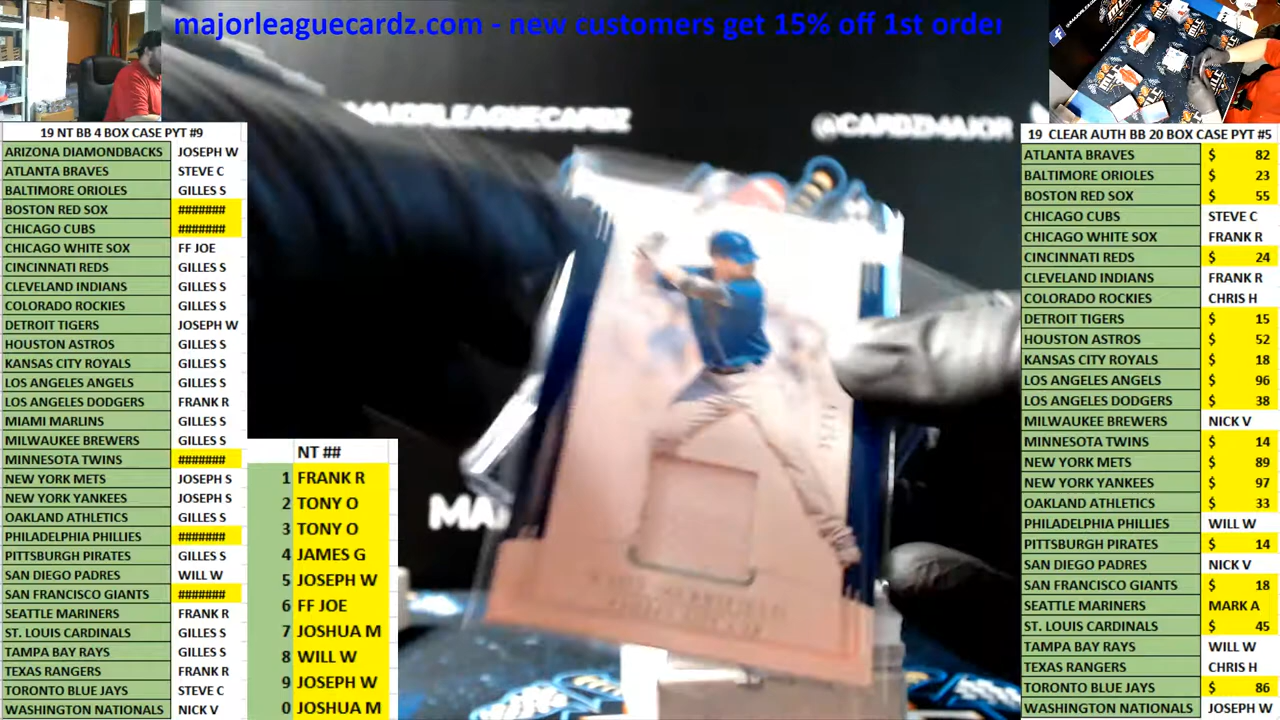 majorleaguecardz.com - new customers get 15% off 1st order
MAJORLEAGUECARDZ
@CARDZMAJOR
19 NT BB 4 BOX CASE PYT #9
ARIZONA DIAMONDBACKS JOSEPH W
ATLANTA BRAVES STEVE C
BALTIMORE ORIOLES GILLES S
BOSTON RED SOX #######
CHICAGO CUBS #######
CHICAGO WHITE SOX FF JOE
CINCINNATI REDS GILLES S
CLEVELAND INDIANS GILLES S
COLORADO ROCKIES GILLES S
DETROIT TIGERS JOSEPH W
HOUSTON ASTROS GILLES S
KANSAS CITY ROYALS GILLES S
LOS ANGELES ANGELS GILLES S
LOS ANGELES DODGERS FRANK R
MIAMI MARLINS GILLES S
MILWAUKEE BREWERS GILLES S
MINNESOTA TWINS #######
NEW YORK METS JOSEPH S
NEW YORK YANKEES JOSEPH S
OAKLAND ATHLETICS GILLES S
PHILADELPHIA PHILLIES #######
PITTSBURGH PIRATES GILLES S
SAN DIEGO PADRES WILL W
SAN FRANCISCO GIANTS #######
SEATTLE MARINERS FRANK R
ST. LOUIS CARDINALS GILLES S
TAMPA BAY RAYS GILLES S
TEXAS RANGERS FRANK R
TORONTO BLUE JAYS STEVE C
WASHINGTON NATIONALS NICK V
NT ##
1 FRANK R
2 TONY O
3 TONY O
4 JAMES G
5 JOSEPH W
6 FF JOE
7 JOSHUA M
8 WILL W
9 JOSEPH W
0 JOSHUA M
19 CLEAR AUTH BB 20 BOX CASE PYT #5
ATLANTA BRAVES $ 82
BALTIMORE ORIOLES $ 23
BOSTON RED SOX $ 55
CHICAGO CUBS STEVE C
CHICAGO WHITE SOX FRANK R
CINCINNATI REDS $ 24
CLEVELAND INDIANS FRANK R
COLORADO ROCKIES CHRIS H
DETROIT TIGERS $ 15
HOUSTON ASTROS $ 52
KANSAS CITY ROYALS $ 18
LOS ANGELES ANGELS $ 96
LOS ANGELES DODGERS $ 38
MILWAUKEE BREWERS NICK V
MINNESOTA TWINS $ 14
NEW YORK METS $ 89
NEW YORK YANKEES $ 97
OAKLAND ATHLETICS $ 33
PHILADELPHIA PHILLIES WILL W
PITTSBURGH PIRATES $ 14
SAN DIEGO PADRES NICK V
SAN FRANCISCO GIANTS $ 18
SEATTLE MARINERS MARK A
ST. LOUIS CARDINALS $ 45
TAMPA BAY RAYS WILL W
TEXAS RANGERS CHRIS H
TORONTO BLUE JAYS $ 86
WASHINGTON NATIONALS JOSEPH W